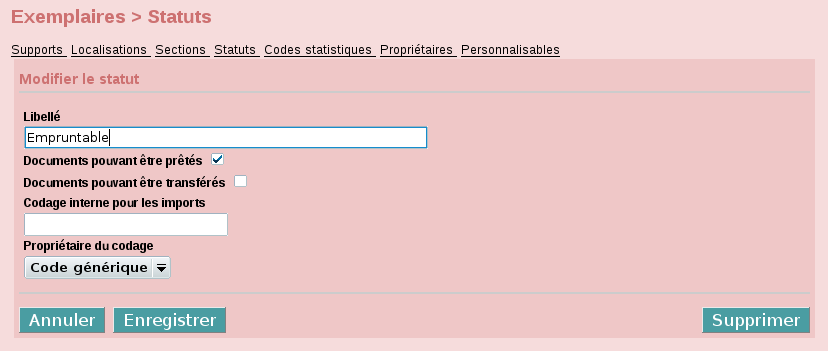 Exemplaires > Statuts
Supports Localisations Sections Statuts Codes statistiques Propriétaires Personnalisables
Modifier le statut
Libellé
Empruntable
Documents pouvant être prêtés
Documents pouvant être transférés
Codage interne pour les imports
Propriétaire du codage
Code générique
Annuler Enregistrer Supprimer